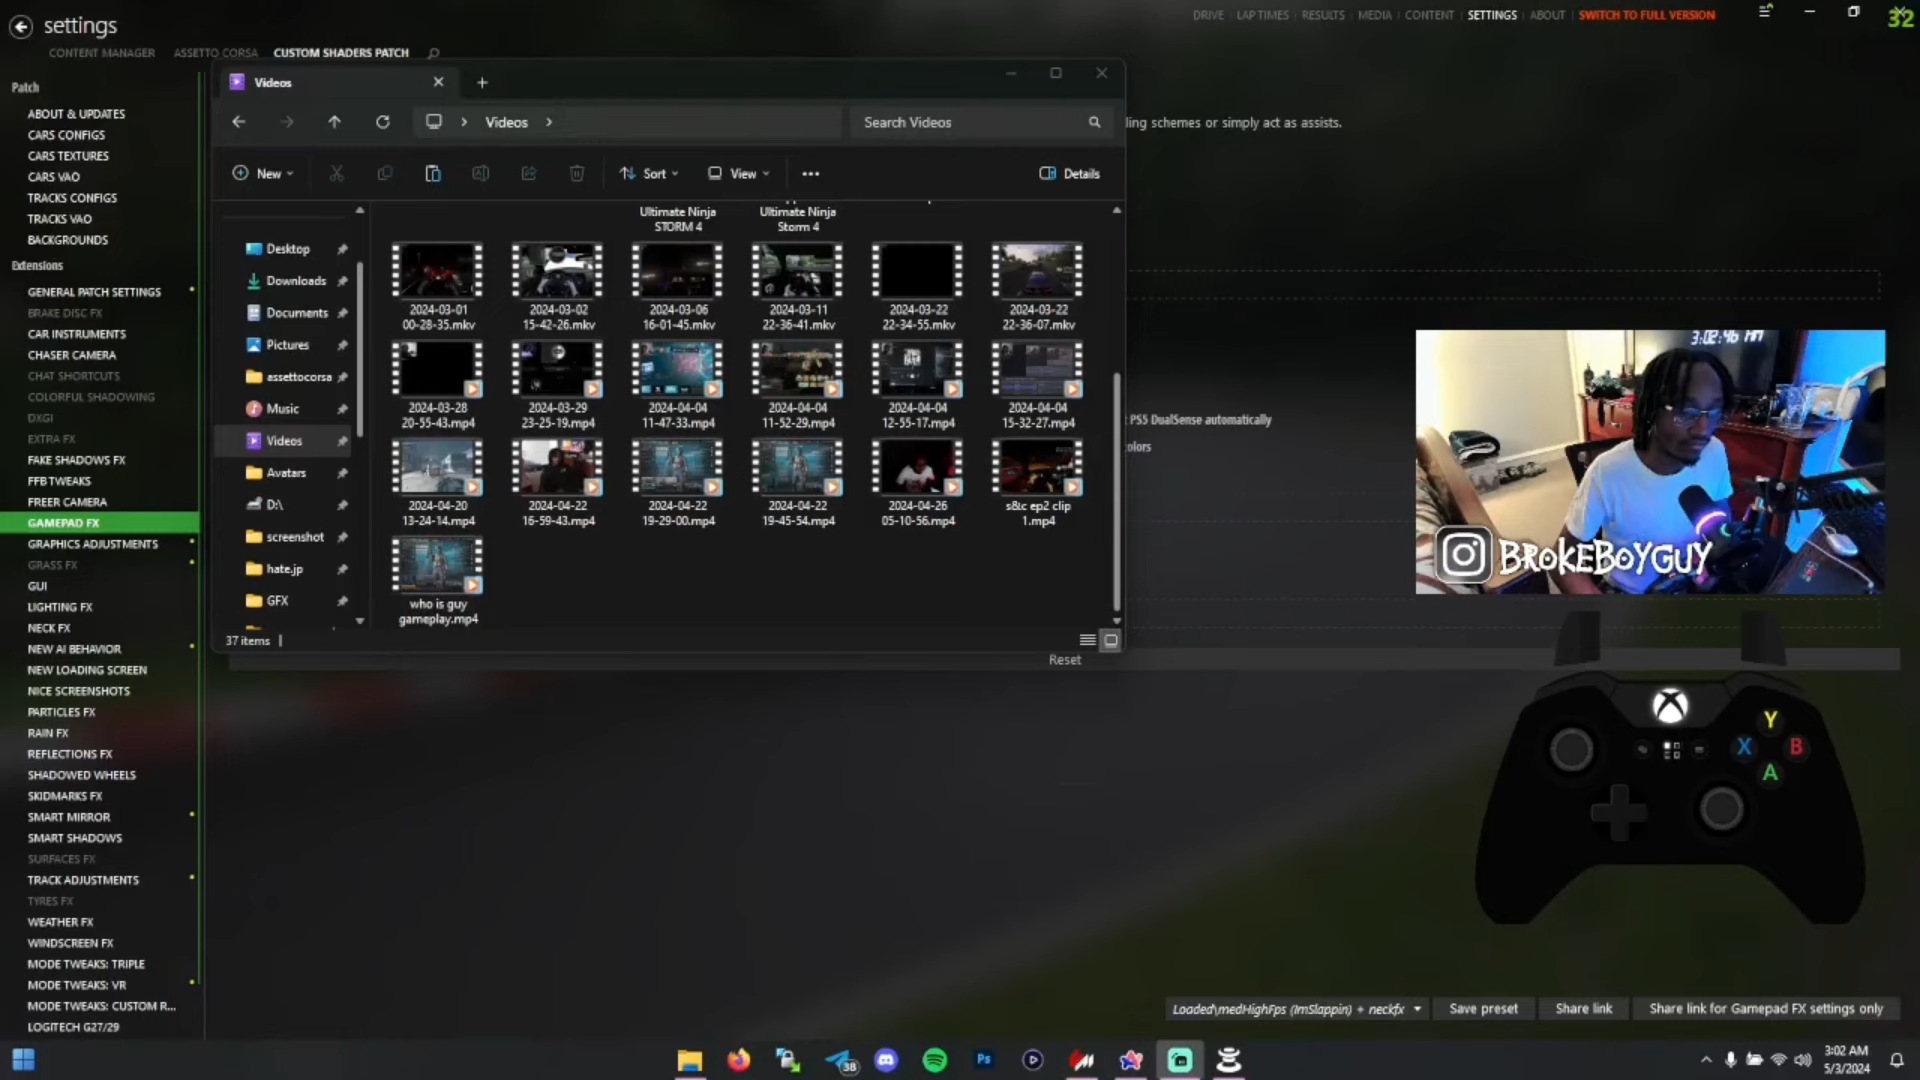 settings
DRIVE
LAP TIMES
RESULTS
MEDIA
CONTENT
SETTINGS
ABOUT
SWITCH TO FULL VERSION
32
CONTENT MANAGER
ASSETTO CORSA
CUSTOM SHADERS PATCH
Patch
ABOUT & UPDATES
CARS CONFIGS
CARS TEXTURES
CARS VAO
TRACKS CONFIGS
TRACKS VAO
BACKGROUNDS
Extensions
GENERAL PATCH SETTINGS
BRAKE DISC FX
CAR INSTRUMENTS
CHASER CAMERA
CHAT SHORTCUTS
COLORFUL SHADOWING
DXGI
EXTRA FX
FAKE SHADOWS FX
FFB TWEAKS
FREER CAMERA
GAMEPAD FX
GRAPHICS ADJUSTMENTS
GRASS FX
GUI
LIGHTING FX
NECK FX
NEW AI BEHAVIOR
NEW LOADING SCREEN
NICE SCREENSHOTS
PARTICLES FX
RAIN FX
REFLECTIONS FX
SHADOWED WHEELS
SKIDMARKS FX
SMART MIRROR
SMART SHADOWS
SURFACES FX
TRACK ADJUSTMENTS
TYRES FX
WEATHER FX
WINDSCREEN FX
MODE TWEAKS: TRIPLE
MODE TWEAKS: VR
MODE TWEAKS: CUSTOM R...
LOGITECH G27/29
Videos
Videos
Search Videos
New
Sort
View
Details
Desktop
Downloads
Documents
Pictures
assettocorsa
Music
Videos
Avatars
D:\
screenshot
hate.jp
GFX
Ultimate Ninja
STORM 4
Ultimate Ninja
Storm 4
2024-03-01
00-28-35.mkv
2024-03-02
15-42-26.mkv
2024-03-06
16-01-45.mkv
2024-03-11
22-36-41.mkv
2024-03-22
22-34-55.mkv
2024-03-22
22-36-07.mkv
2024-03-28
20-55-43.mp4
2024-03-29
23-25-19.mp4
2024-04-04
11-47-33.mp4
2024-04-04
11-52-29.mp4
2024-04-04
12-55-17.mp4
2024-04-04
15-32-27.mp4
2024-04-20
13-24-14.mp4
2024-04-22
16-59-43.mp4
2024-04-22
19-29-00.mp4
2024-04-22
19-45-54.mp4
2024-04-26
05-10-56.mp4
s&tc ep2 clip
1.mp4
who is guy
gameplay.mp4
37 items
ling schemes or simply act as assists.
PS5 DualSense automatically
olors
Reset
3:02:46 AM
BROKEBOYGUY
Y
X
B
A
Loaded\medHighFps (ImSlappin) + neckfx
Save preset
Share link
Share link for Gamepad FX settings only
38
Ps
3:02 AM
5/3/2024